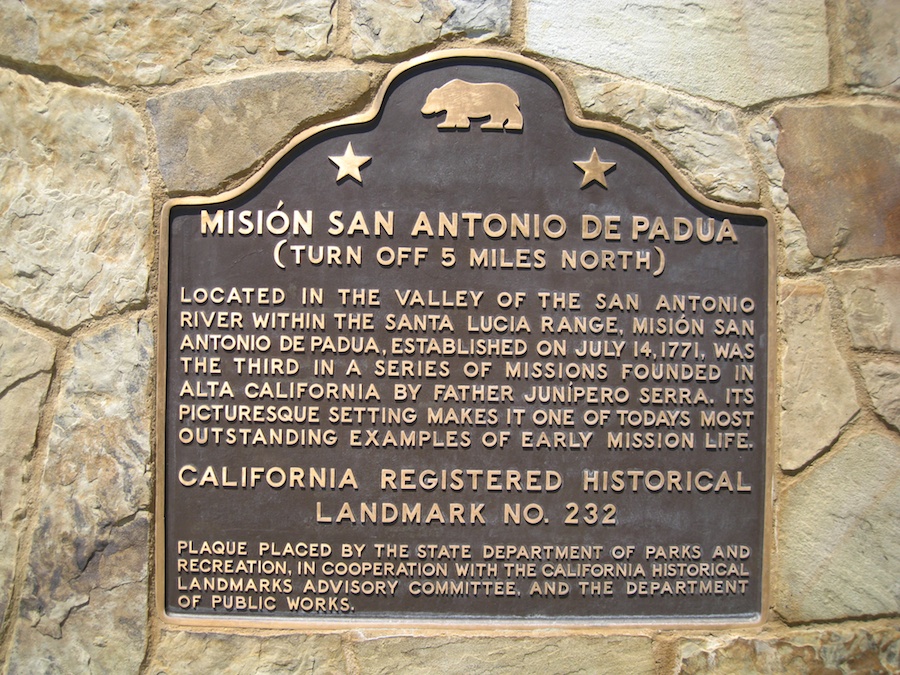 MISIÓN SAN ANTONIO DE PADUA
(TURN OFF 5 MILES NORTH)
LOCATED IN THE VALLEY OF THE SAN ANTONIO
RIVER WITHIN THE SANTA LUCIA RANGE, MISIÓN SAN
ANTONIO DE PADUA, ESTABLISHED ON JULY 14, 1771, WAS
THE THIRD IN A SERIES OF MISSIONS FOUNDED IN
ALTA CALIFORNIA BY FATHER JUNÍPERO SERRA. ITS
PICTURESQUE SETTING MAKES IT ONE OF TODAYS MOST
OUTSTANDING EXAMPLES OF EARLY MISSION LIFE.
CALIFORNIA REGISTERED HISTORICAL
LANDMARK NO. 232
PLAQUE PLACED BY THE STATE DEPARTMENT OF PARKS AND
RECREATION, IN COOPERATION WITH THE CALIFORNIA HISTORICAL
LANDMARKS ADVISORY COMMITTEE, AND THE DEPARTMENT
OF PUBLIC WORKS.